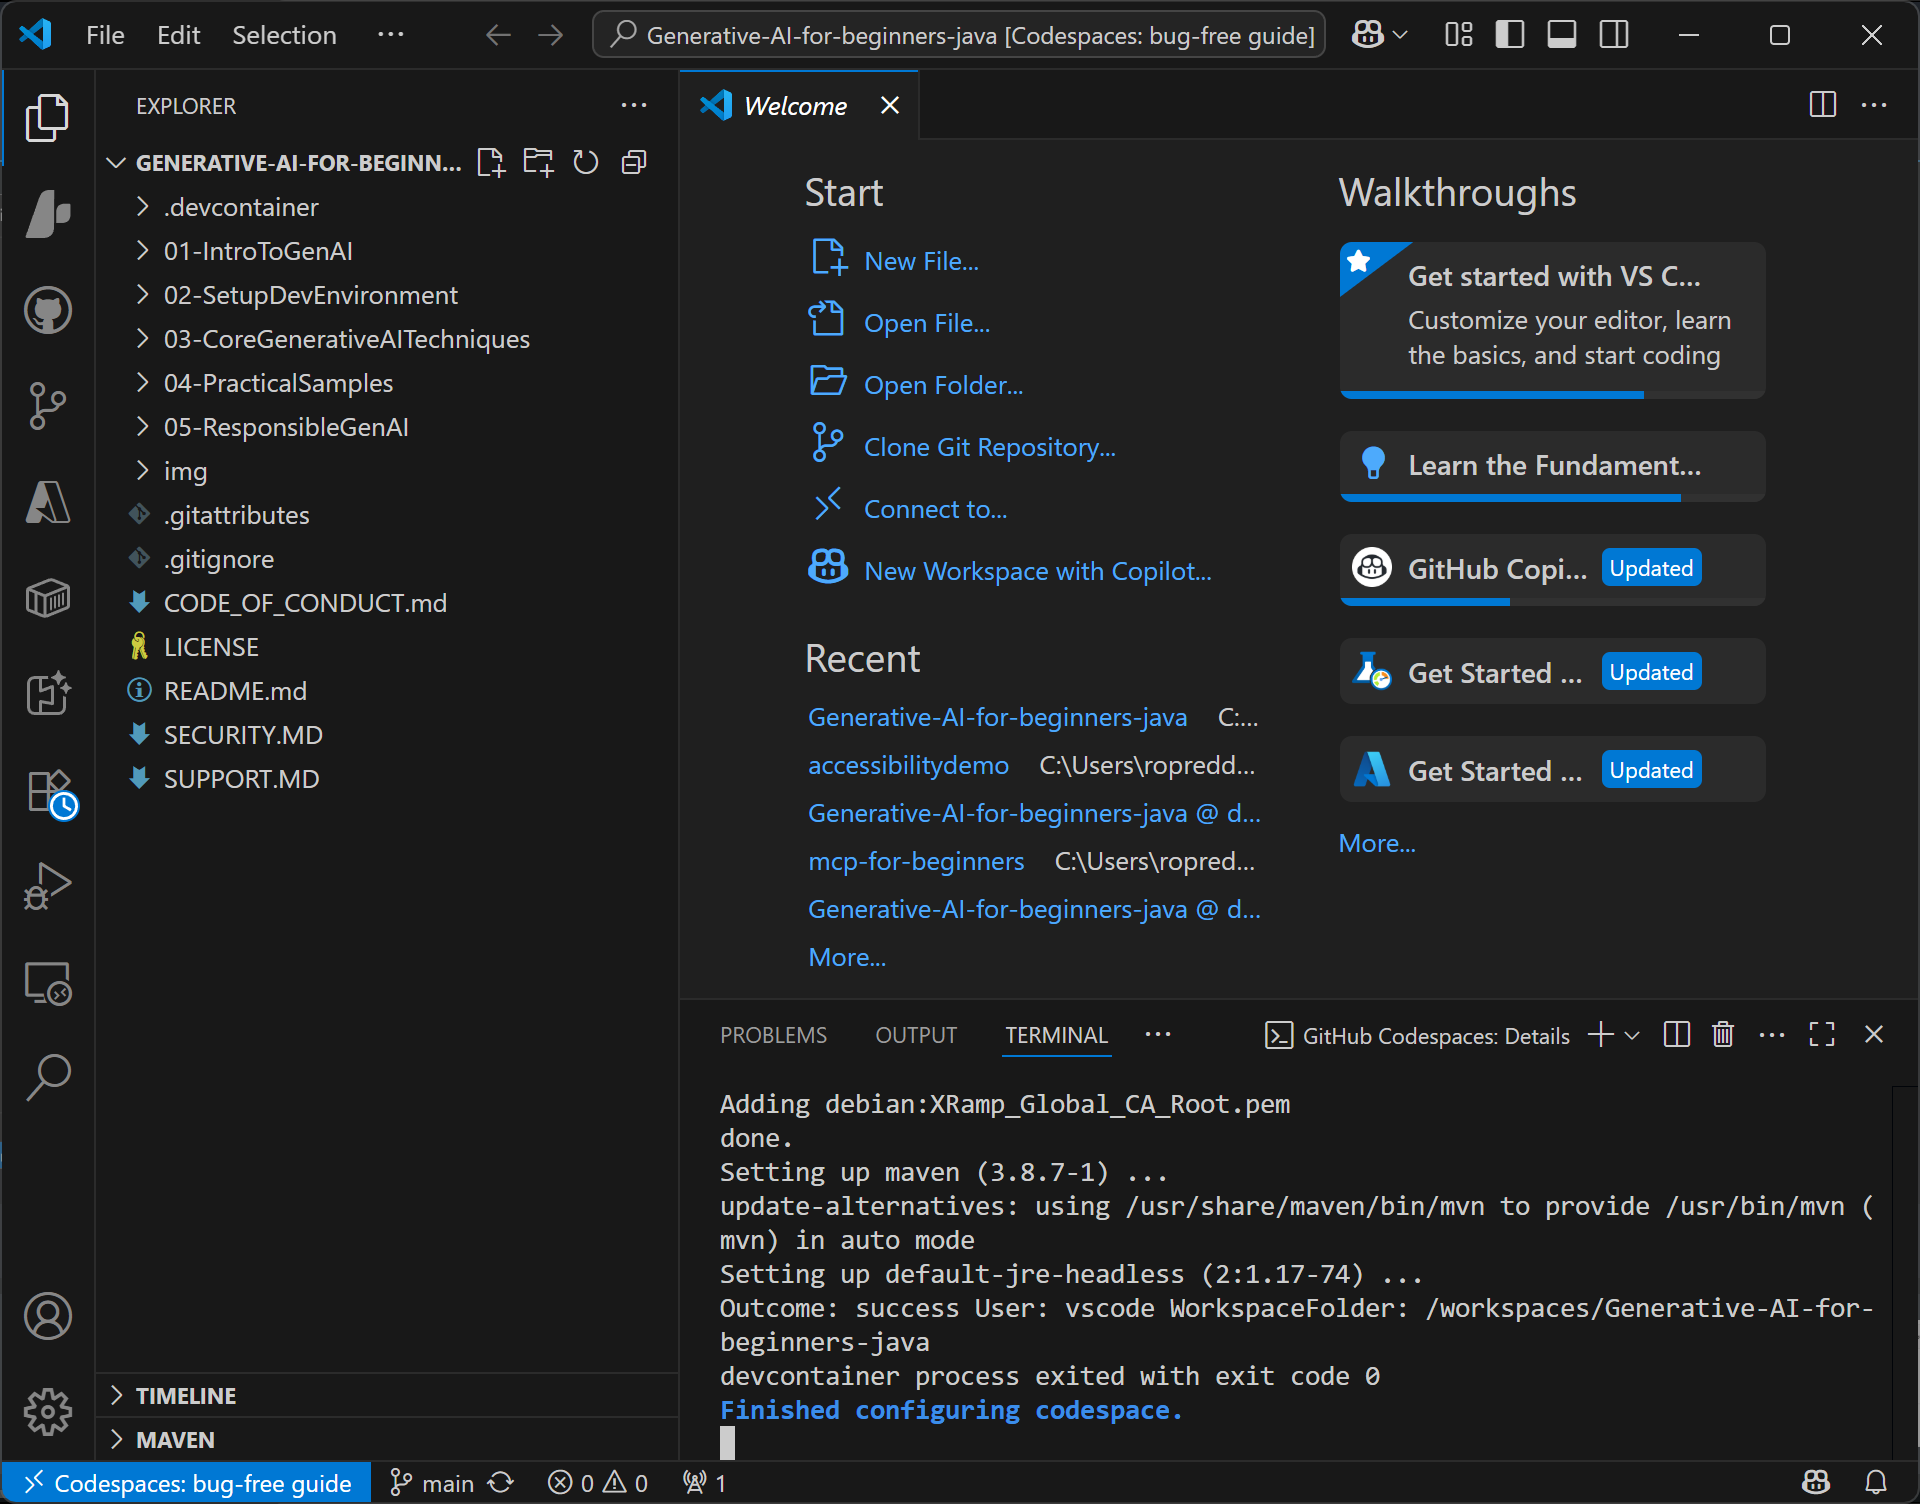 File Edit Selection ···
Generative-AI-for-beginners-java [Codespaces: bug-free guide]
EXPLORER
GENERATIVE-AI-FOR-BEGINN...
.devcontainer
01-IntroToGenAI
02-SetupDevEnvironment
03-CoreGenerativeAITechniques
04-PracticalSamples
05-ResponsibleGenAI
img
.gitattributes
.gitignore
CODE_OF_CONDUCT.md
LICENSE
README.md
SECURITY.MD
SUPPORT.MD
TIMELINE
MAVEN
Welcome
Start
New File...
Open File...
Open Folder...
Clone Git Repository...
Connect to...
New Workspace with Copilot...
Recent
Generative-AI-for-beginners-java C:...
accessibilitydemo C:\Users\ropredd...
Generative-AI-for-beginners-java @ d...
mcp-for-beginners C:\Users\ropred...
Generative-AI-for-beginners-java @ d...
More...
Walkthroughs
Get started with VS C...
Customize your editor, learn
the basics, and start coding
Learn the Fundament...
GitHub Copi... Updated
Get Started ... Updated
Get Started ... Updated
More...
PROBLEMS OUTPUT TERMINAL ···
GitHub Codespaces: Details
Adding debian:XRamp_Global_CA_Root.pem
done.
Setting up maven (3.8.7-1) ...
update-alternatives: using /usr/share/maven/bin/mvn to provide /usr/bin/mvn (
mvn) in auto mode
Setting up default-jre-headless (2:1.17-74) ...
Outcome: success User: vscode WorkspaceFolder: /workspaces/Generative-AI-for-
beginners-java
devcontainer process exited with exit code 0
Finished configuring codespace.
Codespaces: bug-free guide main 0 0 1